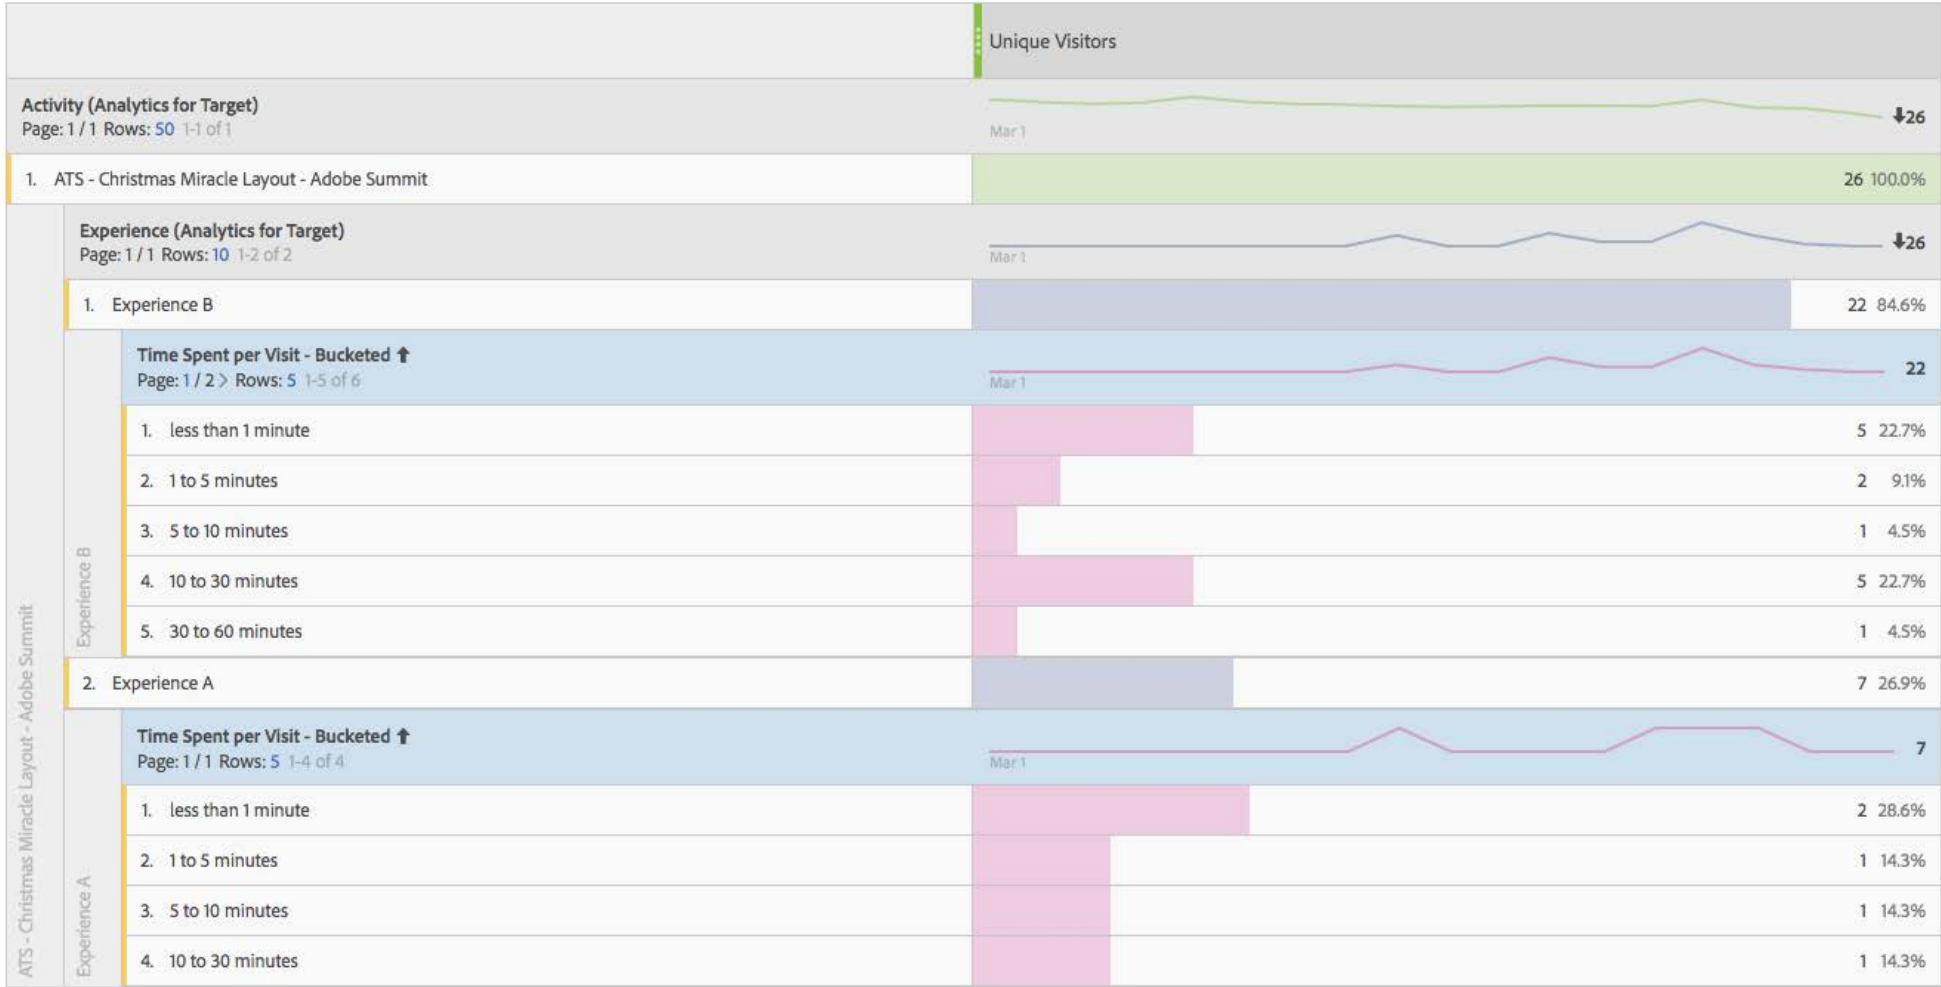 Unique Visitors
Activity (Analytics for Target)
Page: 1 / 1 Rows: 50 1-1 of 1
Mar 1
↓26
1. ATS - Christmas Miracle Layout - Adobe Summit
26 100.0%
Experience (Analytics for Target)
Page: 1 / 1 Rows: 10 1-2 of 2
Mar 1
↓26
1. Experience B
22 84.6%
Time Spent per Visit - Bucketed ↑
Page: 1 / 2 > Rows: 5 1-5 of 6
Mar 1
22
1. less than 1 minute
5 22.7%
2. 1 to 5 minutes
2 9.1%
3. 5 to 10 minutes
1 4.5%
4. 10 to 30 minutes
5 22.7%
5. 30 to 60 minutes
1 4.5%
Experience B
2. Experience A
7 26.9%
Time Spent per Visit - Bucketed ↑
Page: 1 / 1 Rows: 5 1-4 of 4
Mar 1
7
1. less than 1 minute
2 28.6%
2. 1 to 5 minutes
1 14.3%
3. 5 to 10 minutes
1 14.3%
4. 10 to 30 minutes
1 14.3%
Experience A
ATS - Christmas Miracle Layout - Adobe Summit